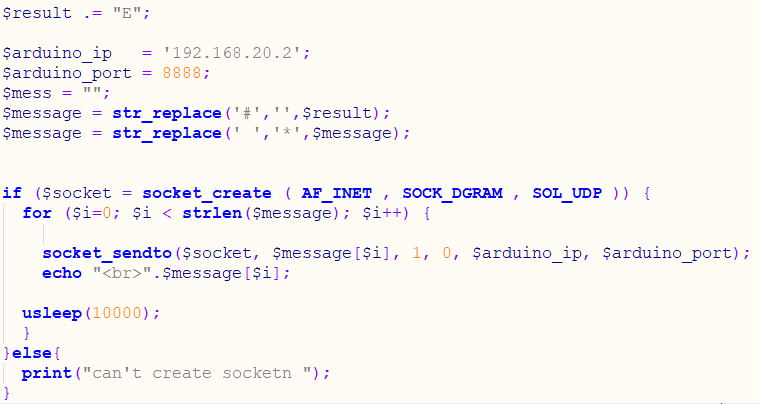 $result .= "E";
$arduino_ip   = '192.168.20.2';
$arduino_port = 8888;
$mess = "";
$message = str_replace('#','',$result);
$message = str_replace(' ','*',$message);
if ($socket = socket_create ( AF_INET , SOCK_DGRAM , SOL_UDP )) {
  for ($i=0; $i < strlen($message); $i++) {
    socket_sendto($socket, $message[$i], 1, 0, $arduino_ip, $arduino_port);
    echo "<br>".$message[$i];
  usleep(10000);
  }
}else{
  print("can't create socketn ");
}